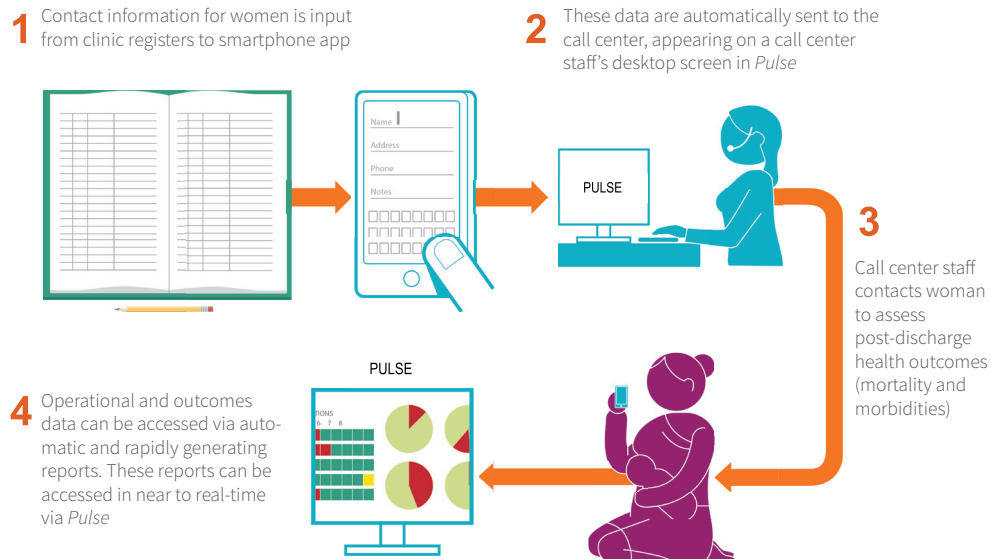 1
Contact information for women is input
from clinic registers to smartphone app
2
These data are automatically sent to the
call center, appearing on a call center
staff's desktop screen in Pulse
Name
Address
Phone
Notes
PULSE
3
Call center staff
contacts woman
to assess
post-discharge
health outcomes
(mortality and
morbidities)
4
Operational and outcomes
data can be accessed via auto-
matic and rapidly generating
reports. These reports can be
accessed in near to real-time
via Pulse
PULSE
TIONS
6 7 8